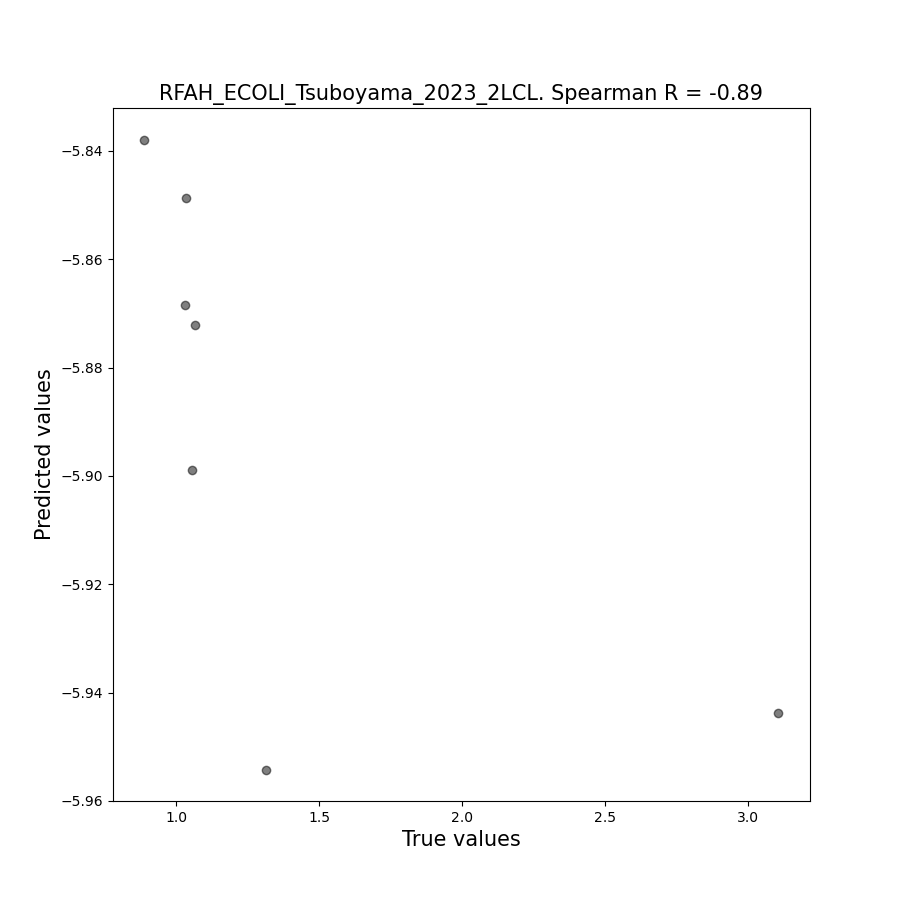 RFAH_ECOLI_Tsuboyama_2023_2LCL. Spearman R = -0.89
−5.84
−5.86
−5.88
−5.90
−5.92
−5.94
−5.96
Predicted values
1.0 1.5 2.0 2.5 3.0
True values